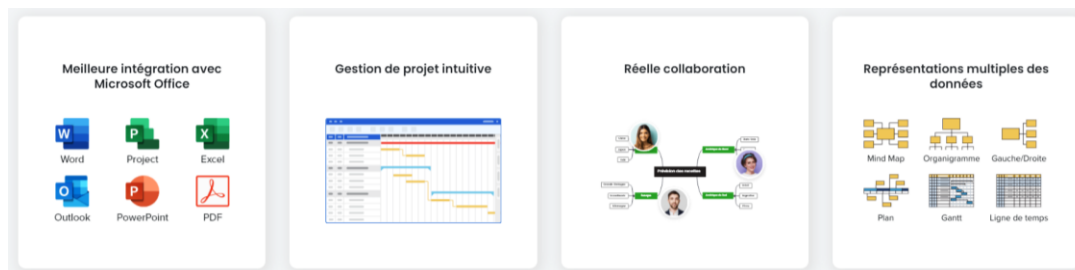 Meilleure intégration avec
Microsoft Office
Word
Project
Excel
Outlook
PowerPoint
PDF
Gestion de projet intuitive
Réelle collaboration
Représentations multiples des
données
Mind Map
Organigramme
Gauche/Droite
Plan
Gantt
Ligne de temps